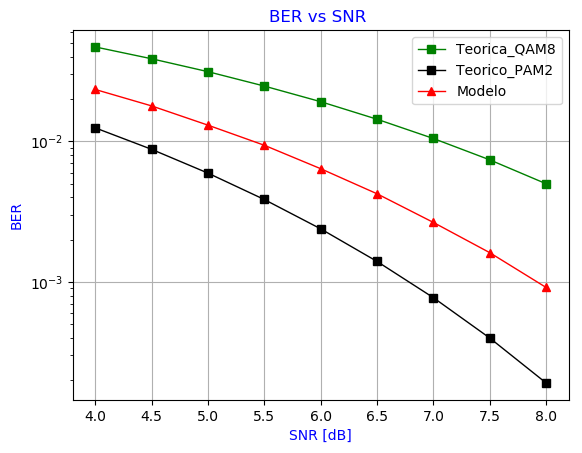 BER vs SNR
Teorica_QAM8
Teorico_PAM2
Modelo
BER
10⁻²
10⁻³
4.0 4.5 5.0 5.5 6.0 6.5 7.0 7.5 8.0
SNR [dB]